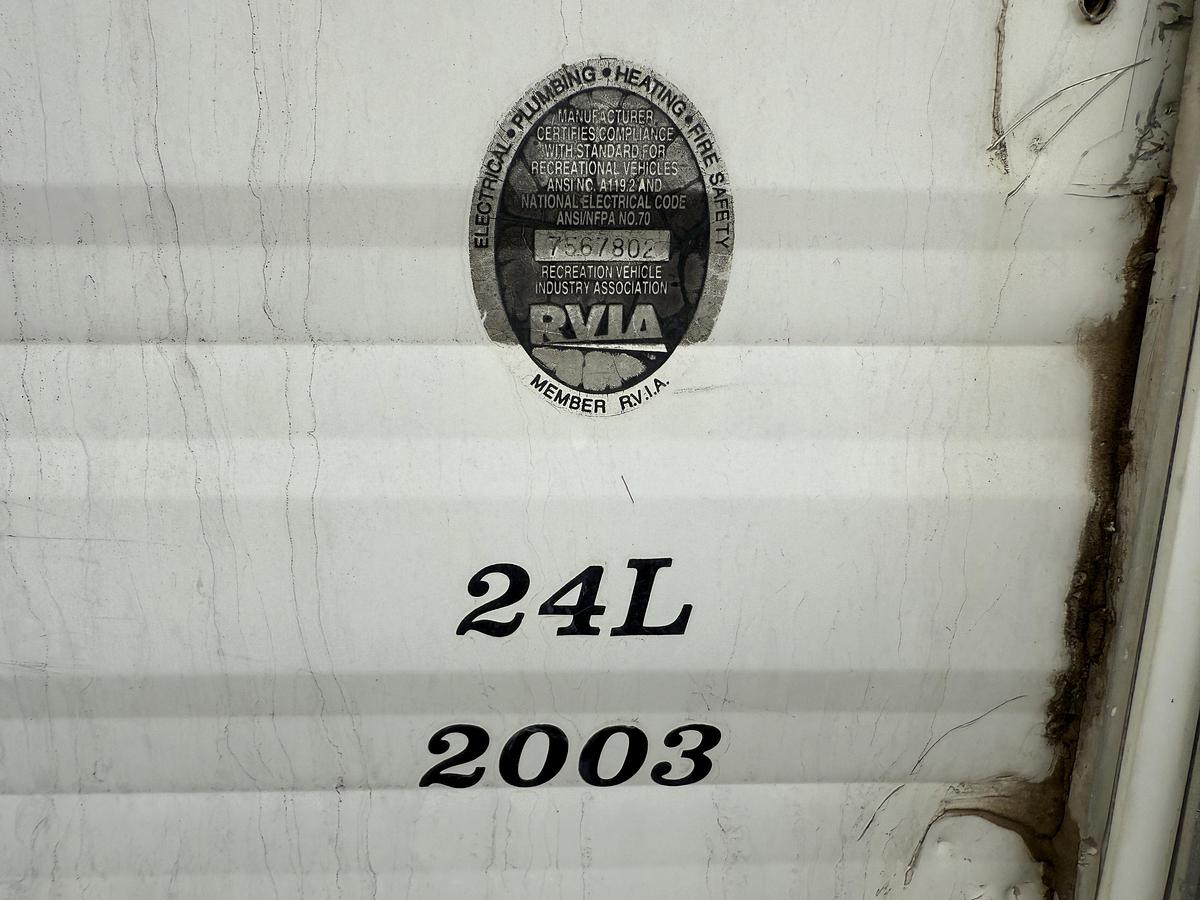 ELECTRICAL • PLUMBING • HEATING • FIRE SAFETY
MANUFACTURER
CERTIFIES COMPLIANCE
WITH STANDARD FOR
RECREATIONAL VEHICLES
ANSI NO. A119.2 AND
NATIONAL ELECTRICAL CODE
ANSI/NFPA NO.70
7567802
RECREATION VEHICLE
INDUSTRY ASSOCIATION
RVIA
MEMBER R.V.I.A.
24L
2003